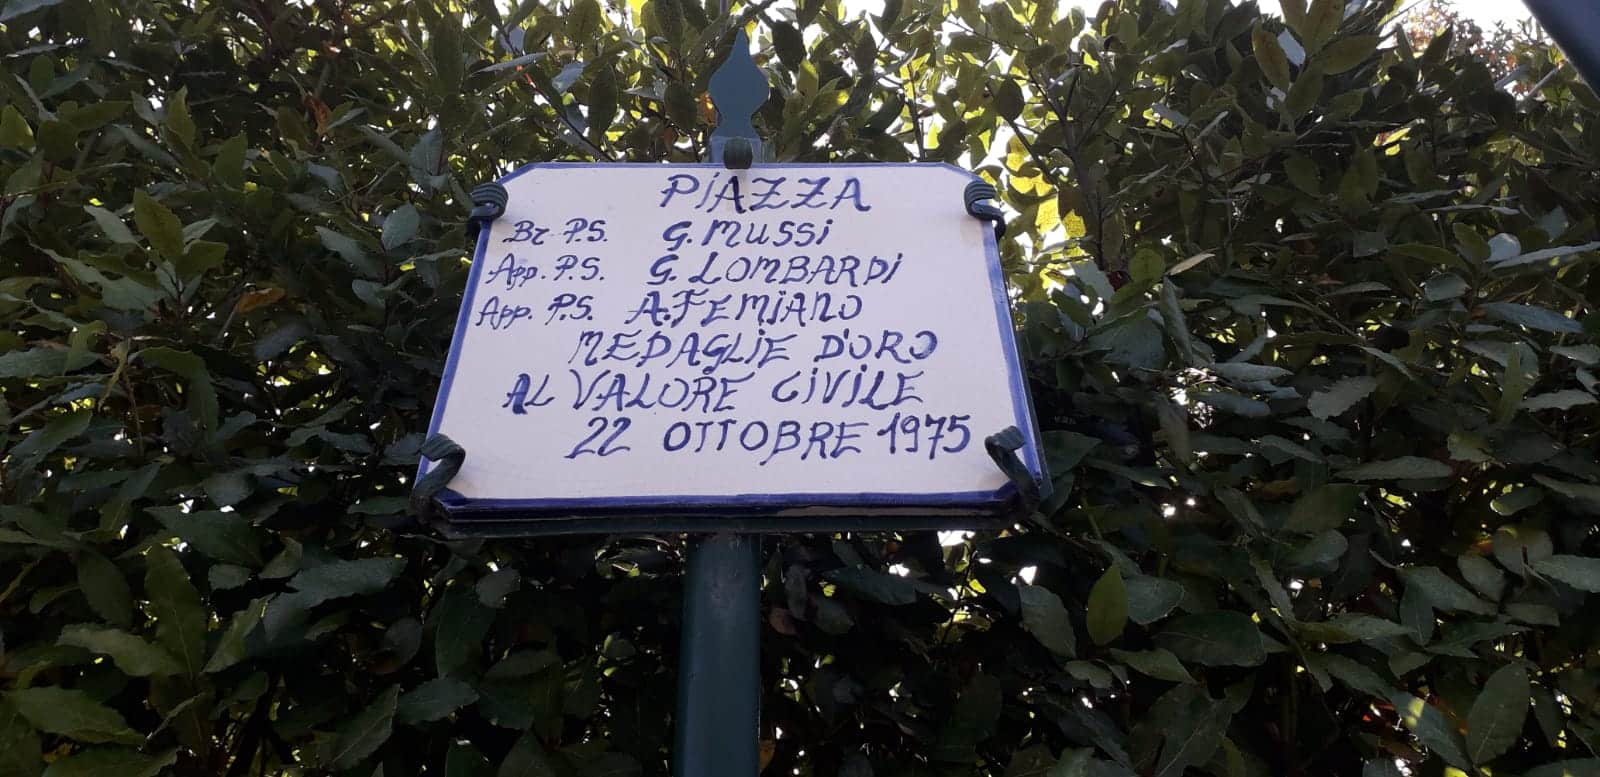 PiAZZA
Br. P.S. G. MUSSi
App. P.S. G. LOMBARDi
App. P.S. A. FEMiANO
MEDAGLiE D'ORO
AL VALORE CiViLE
22 OTTOBRE 1975